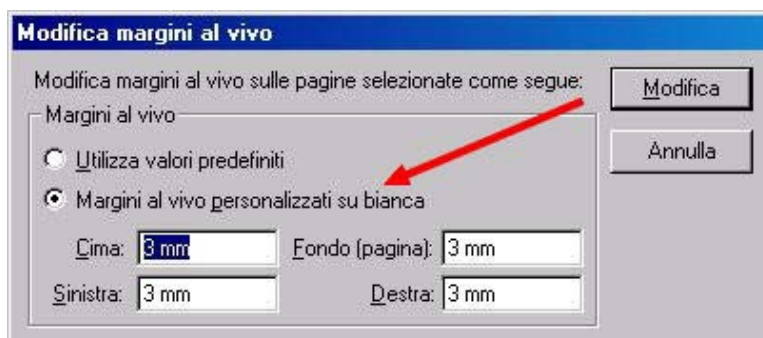 Modifica margini al vivo
Modifica margini al vivo sulle pagine selezionate come segue:
Modifica
Margini al vivo
Annulla
Utilizza valori predefiniti
Margini al vivo personalizzati su bianca
Cima: 3 mm Fondo (pagina): 3 mm
Sinistra: 3 mm Destra: 3 mm